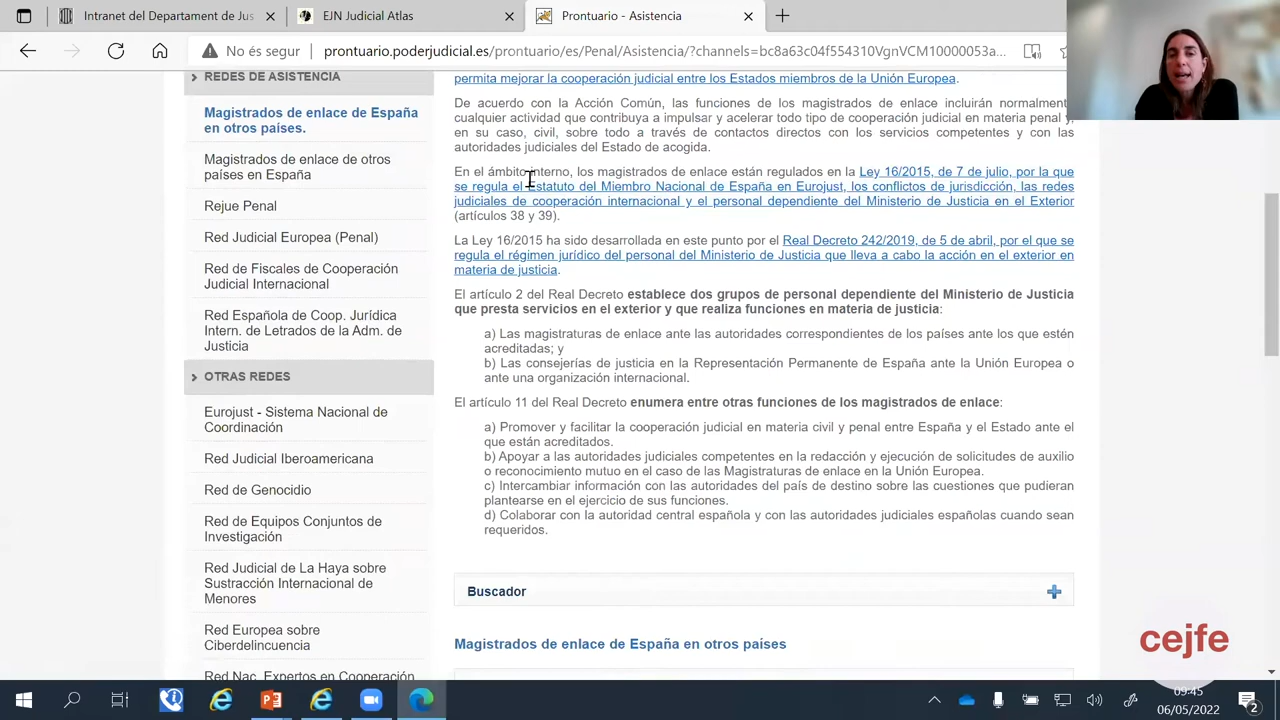 Intranet del Departament de Jus
EJN Judicial Atlas
Prontuario - Asistencia
No és segur
prontuario.poderjudicial.es/prontuario/es/Penal/Asistencia/?channels=bc8a63c04f554310VgnVCM10000053a...
REDES DE ASISTENCIA
Magistrados de enlace de España
en otros países.
Magistrados de enlace de otros
países en España
Rejue Penal
Red Judicial Europea (Penal)
Red de Fiscales de Cooperación
Judicial Internacional
Red Española de Coop. Jurídica
Intern. de Letrados de la Adm. de
Justicia
OTRAS REDES
Eurojust - Sistema Nacional de
Coordinación
Red Judicial Iberoamericana
Red de Genocidio
Red de Equipos Conjuntos de
Investigación
Red Judicial de La Haya sobre
Sustracción Internacional de
Menores
Red Europea sobre
Ciberdelincuencia
Red Nac. Expertos en Cooperación
permita mejorar la cooperación judicial entre los Estados miembros de la Unión Europea.
De acuerdo con la Acción Común, las funciones de los magistrados de enlace incluirán normalment
cualquier actividad que contribuya a impulsar y acelerar todo tipo de cooperación judicial en materia penal y,
en su caso, civil, sobre todo a través de contactos directos con los servicios competentes y con las
autoridades judiciales del Estado de acogida.
En el ámbito interno, los magistrados de enlace están regulados en la Ley 16/2015, de 7 de julio, por la que
se regula el Estatuto del Miembro Nacional de España en Eurojust, los conflictos de jurisdicción, las redes
judiciales de cooperación internacional y el personal dependiente del Ministerio de Justicia en el Exterior
(artículos 38 y 39).
La Ley 16/2015 ha sido desarrollada en este punto por el Real Decreto 242/2019, de 5 de abril, por el que se
regula el régimen jurídico del personal del Ministerio de Justicia que lleva a cabo la acción en el exterior en
materia de justicia.
El artículo 2 del Real Decreto establece dos grupos de personal dependiente del Ministerio de Justicia
que presta servicios en el exterior y que realiza funciones en materia de justicia:
a) Las magistraturas de enlace ante las autoridades correspondientes de los países ante los que estén
acreditadas; y
b) Las consejerías de justicia en la Representación Permanente de España ante la Unión Europea o
ante una organización internacional.
El artículo 11 del Real Decreto enumera entre otras funciones de los magistrados de enlace:
a) Promover y facilitar la cooperación judicial en materia civil y penal entre España y el Estado ante el
que están acreditados.
b) Apoyar a las autoridades judiciales competentes en la redacción y ejecución de solicitudes de auxilio
o reconocimiento mutuo en el caso de las Magistraturas de enlace en la Unión Europea.
c) Intercambiar información con las autoridades del país de destino sobre las cuestiones que pudieran
plantearse en el ejercicio de sus funciones.
d) Colaborar con la autoridad central española y con las autoridades judiciales españolas cuando sean
requeridos.
Buscador
Magistrados de enlace de España en otros países
cejfe
09:45
06/05/2022
2